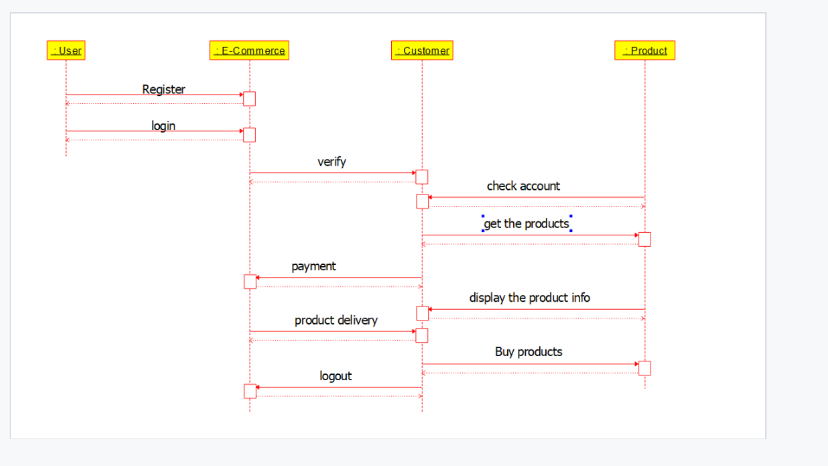 : User
: E-Commerce
: Customer
: Product
Register
login
verify
check account
get the products
payment
display the product info
product delivery
Buy products
logout